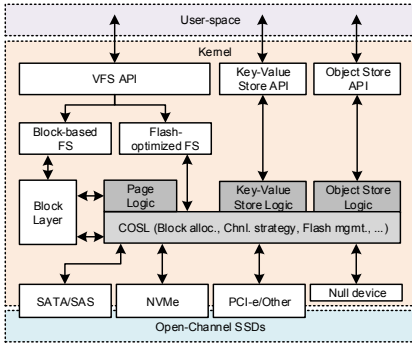 User-space
Kernel
VFS API
Key-Value
Store API
Object Store
API
Block-based
FS
Flash-
optimized FS
Block
Layer
Page
Logic
Key-Value
Store Logic
Object Store
Logic
COSL (Block alloc., Chnl. strategy, Flash mgmt., ...)
SATA/SAS
NVMe
PCI-e/Other
Null device
Open-Channel SSDs